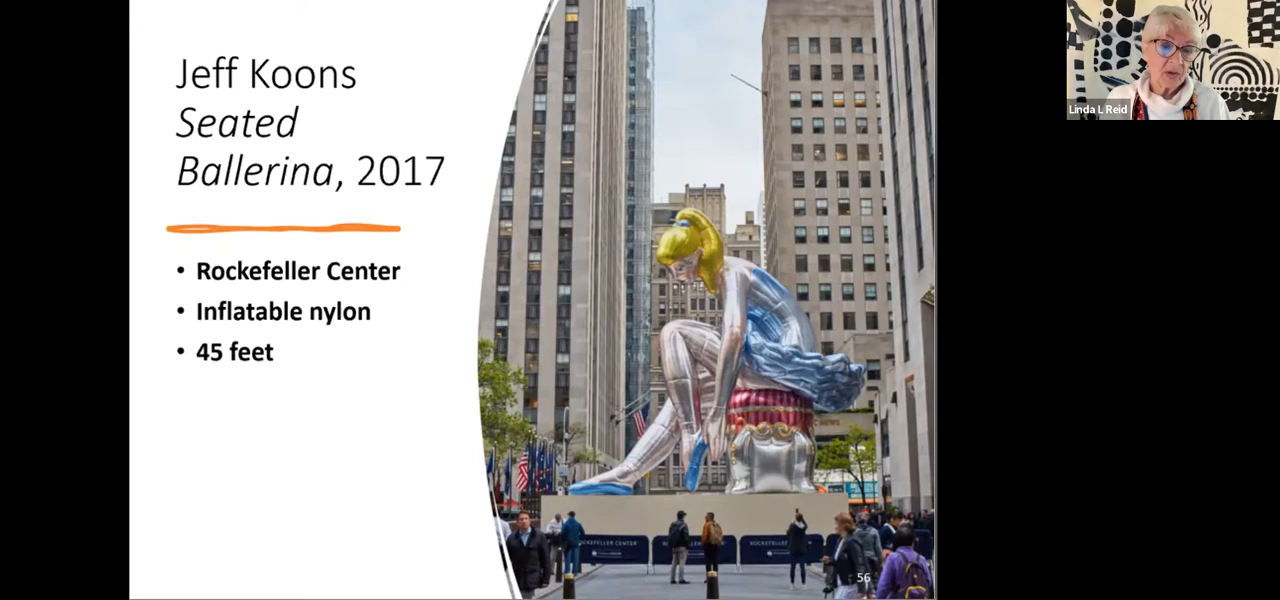 Jeff Koons
Seated
Ballerina, 2017
• Rockefeller Center
• Inflatable nylon
• 45 feet
ROCKEFELLER CENTER
56
Linda L Reid